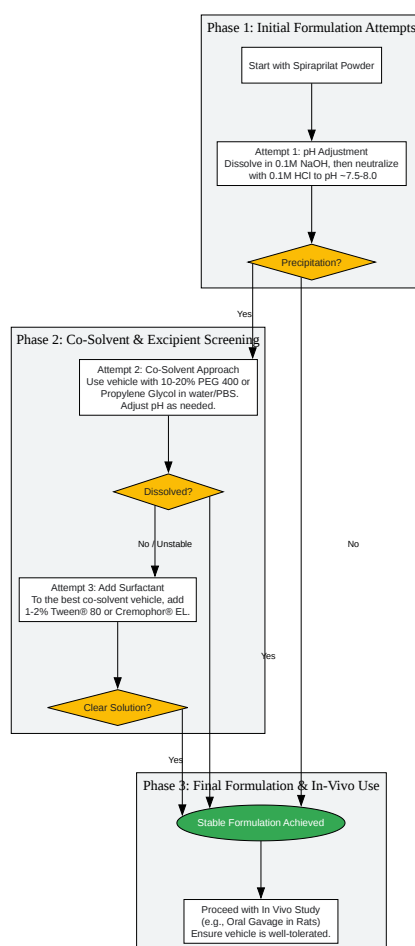 Phase 1: Initial Formulation Attempts
Start with Spiraprilat Powder
Attempt 1: pH Adjustment
Dissolve in 0.1M NaOH, then neutralize
with 0.1M HCl to pH ~7.5-8.0
Precipitation?
Yes
Phase 2: Co-Solvent & Excipient Screening
Attempt 2: Co-Solvent Approach
Use vehicle with 10-20% PEG 400 or
Propylene Glycol in water/PBS.
Adjust pH as needed.
Dissolved?
No / Unstable
No
Attempt 3: Add Surfactant
To the best co-solvent vehicle, add
1-2% Tween® 80 or Cremophor® EL.
Yes
Clear Solution?
Yes
Phase 3: Final Formulation & In-Vivo Use
Stable Formulation Achieved
Proceed with In Vivo Study
(e.g., Oral Gavage in Rats)
Ensure vehicle is well-tolerated.